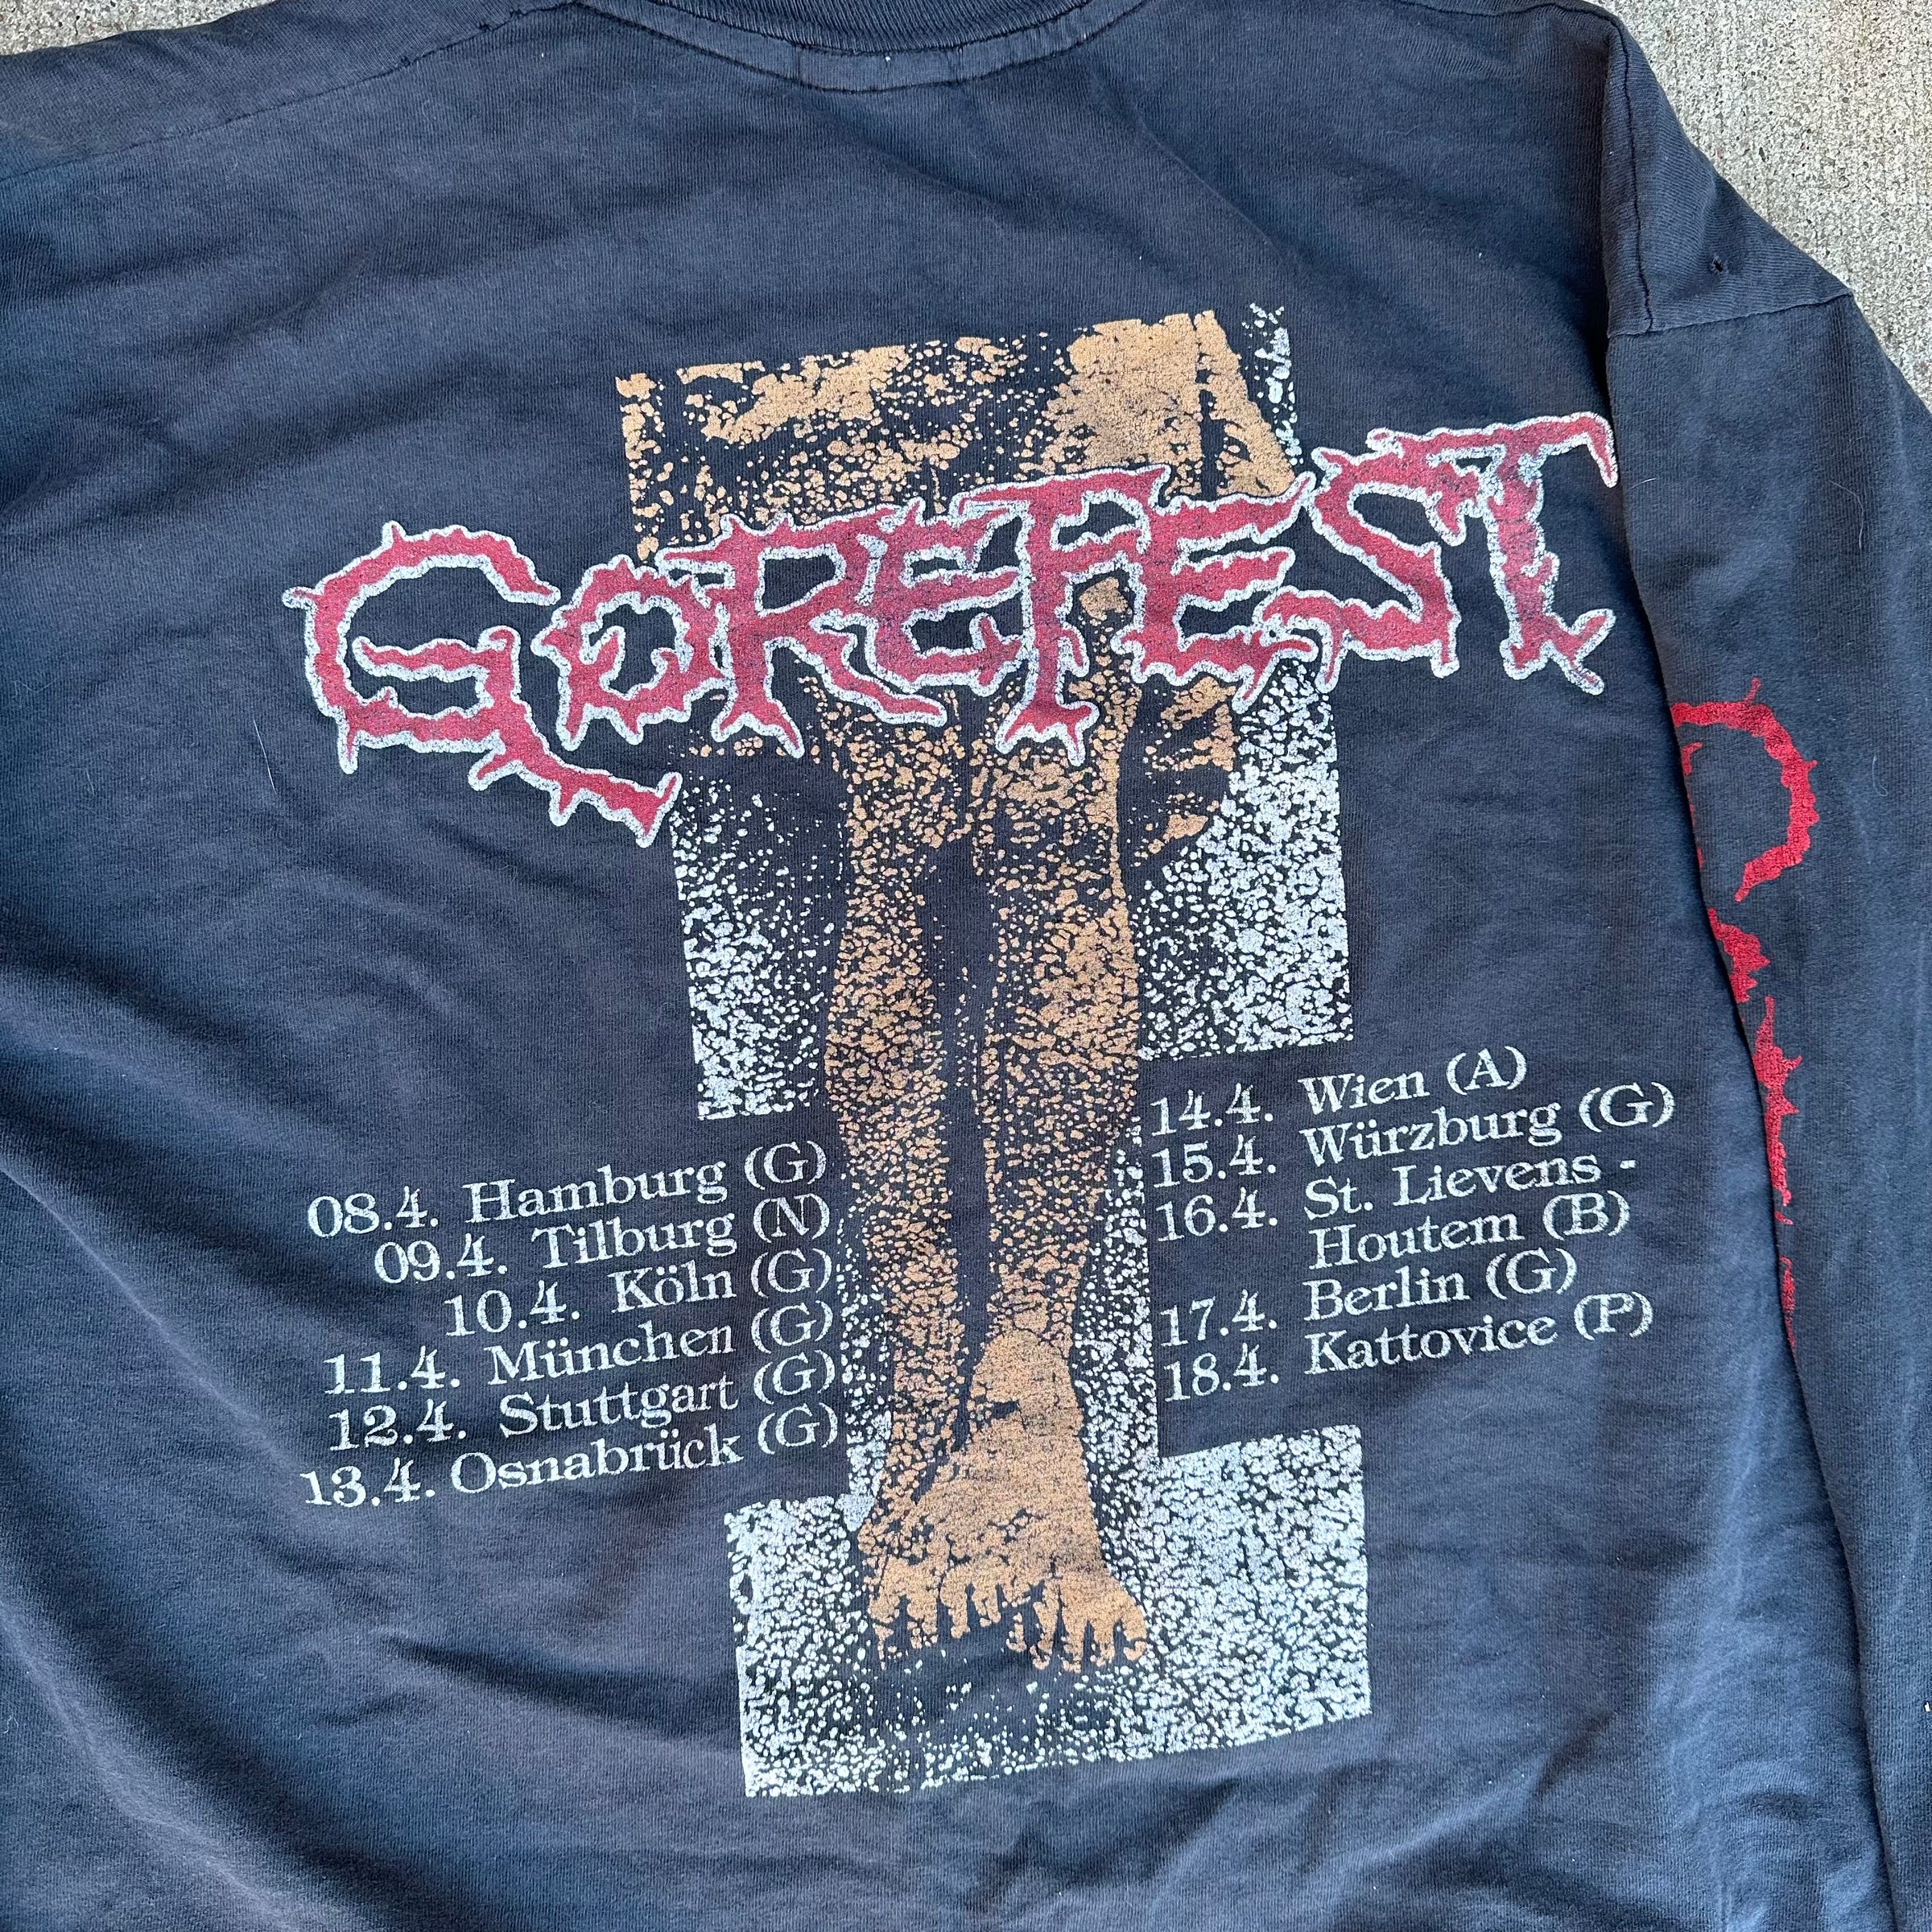 GOREFEST
08.4. Hamburg (G)
09.4. Tilburg (N)
10.4. Köln (G)
11.4. München (G)
12.4. Stuttgart (G)
13.4. Osnabrück (G)
14.4. Wien (A)
15.4. Würzburg (G)
16.4. St. Lievens -
Houtem (B)
17.4. Berlin (G)
18.4. Kattovice (P)